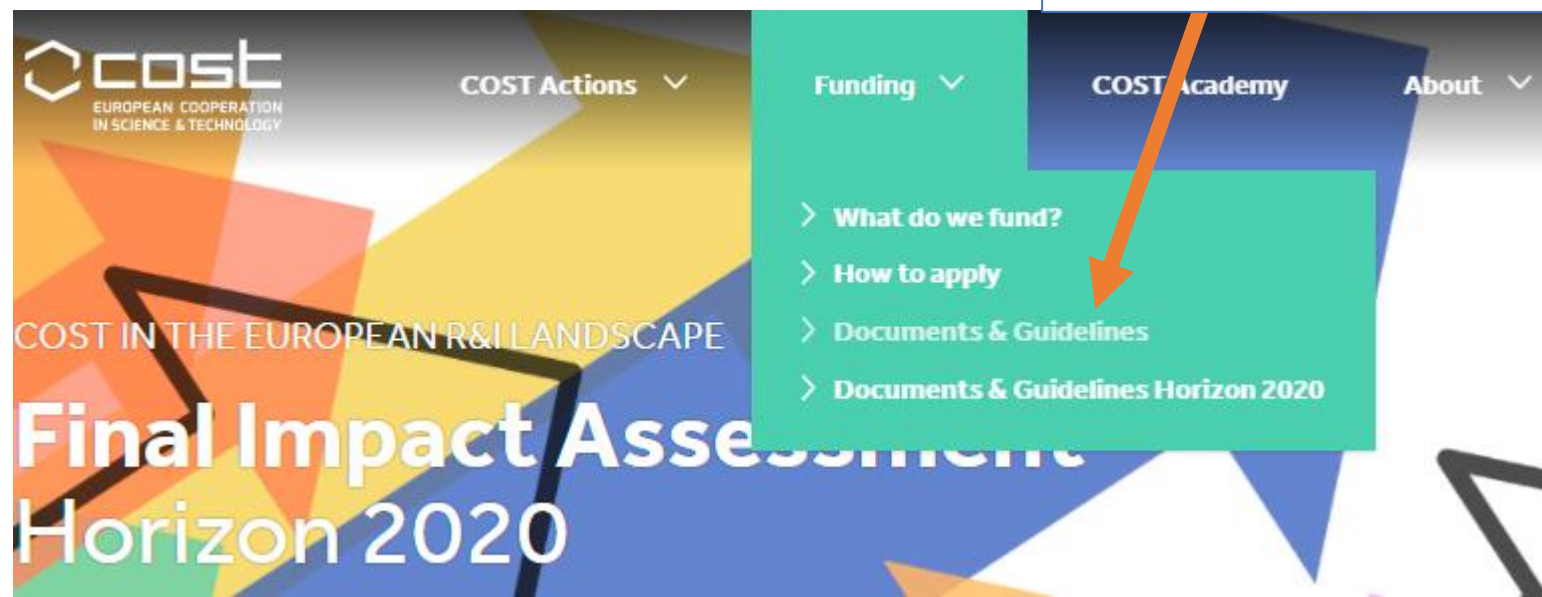 cost
EUROPEAN COOPERATION
IN SCIENCE & TECHNOLOGY
COST Actions
Funding
COST Academy
About
What do we fund?
How to apply
Documents & Guidelines
Documents & Guidelines Horizon 2020
COST IN THE EUROPEAN R&I LANDSCAPE
Final Impact Assessment
Horizon 2020